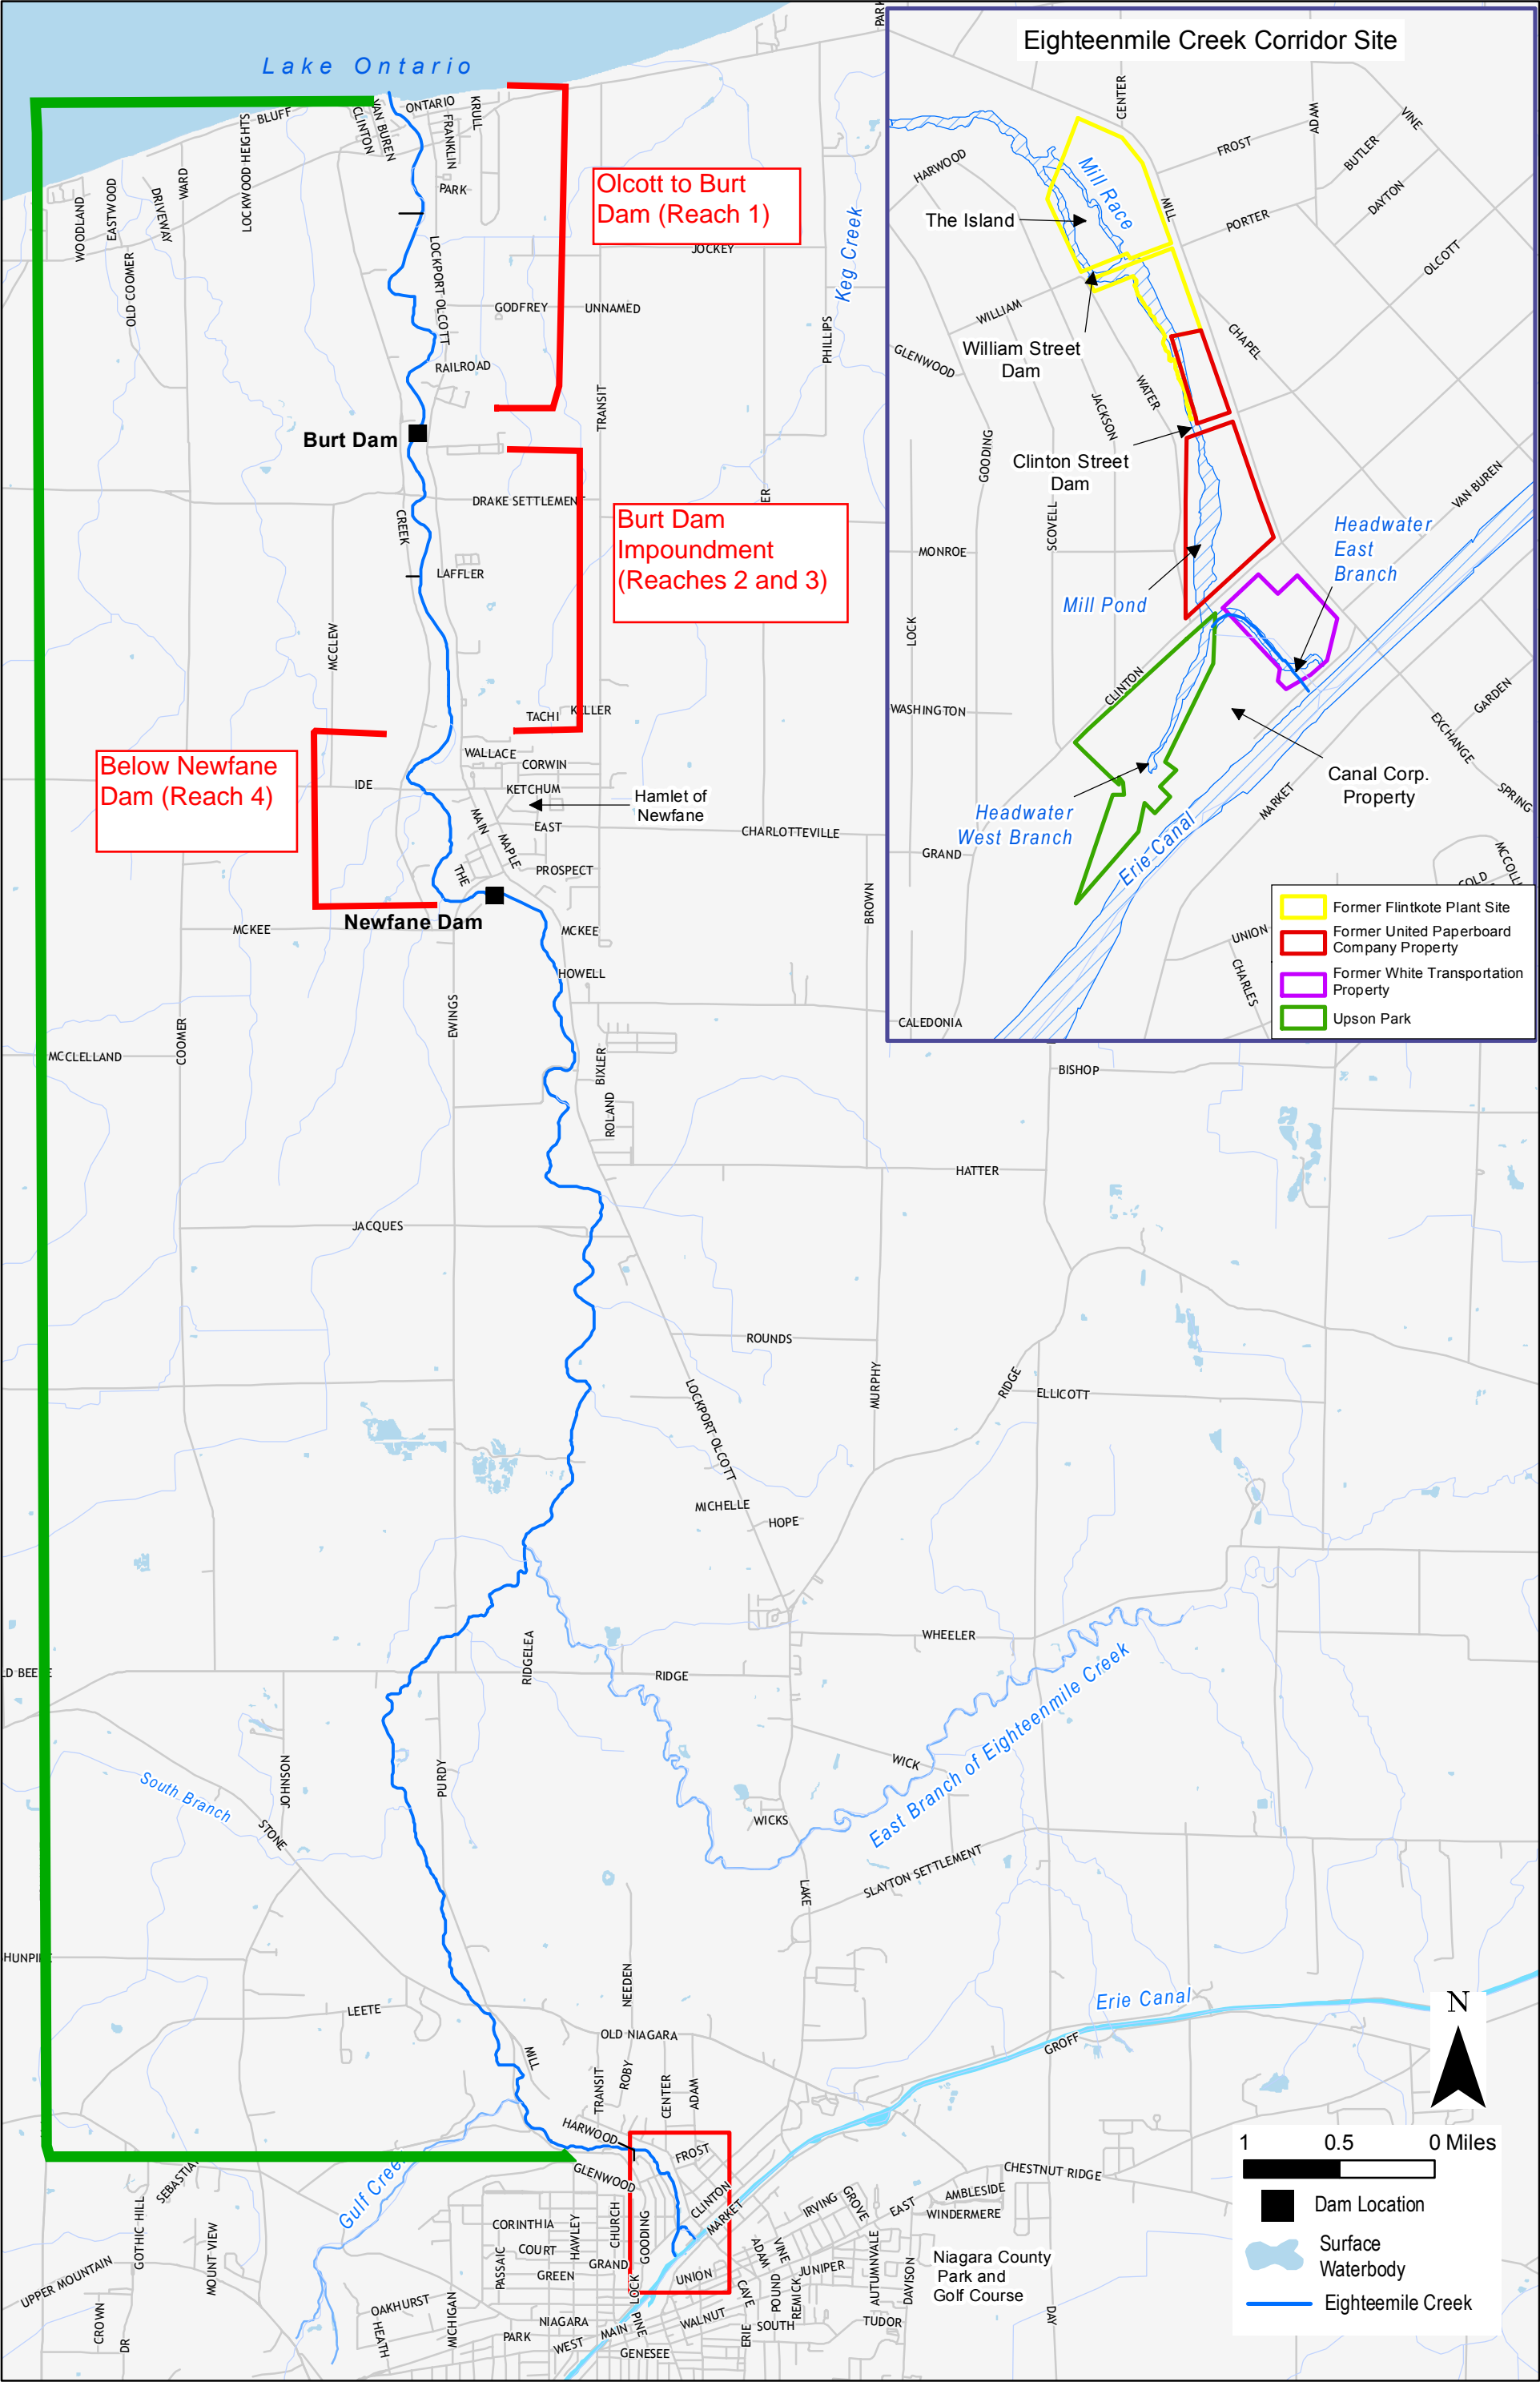 Lake Ontario
BLUFF
CLINTON
VAN BUREN
ONTARIO
FRANKLIN
KRULL
PARK
WOODLAND
EASTWOOD
DRIVEWAY
WARD
LOCKWOOD HEIGHTS
OLD COOMER
LOCKPORT OLCOTT
Olcott to Burt
Dam (Reach 1)
JOCKEY
Keg Creek
GODFREY
UNNAMED
PHILLIPS
RAILROAD
TRANSIT
Burt Dam
DRAKE SETTLEMENT
CREEK
LAFFLER
Burt Dam
Impoundment
(Reaches 2 and 3)
MCCLEW
TACHI
KELLER
Below Newfane
Dam (Reach 4)
WALLACE
CORWIN
IDE
KETCHUM
Hamlet of
Newfane
MAIN
MAPLE
EAST
CHARLOTTEVILLE
THE
PROSPECT
Newfane Dam
BROWN
MCKEE
MCKEE
HOWELL
EWINGS
COOMER
MCCLELLAND
BIXLER
ROLAND
BISHOP
HATTER
JACQUES
ROUNDS
MURPHY
RIDGE
ELLICOTT
LOCKPORT OLCOTT
MICHELLE
HOPE
WHEELER
RIDGELEA
RIDGE
East Branch of Eighteenmile Creek
WICK
WICKS
South Branch
JOHNSON
STONE
PURDY
SLAYTON SETTLEMENT
LAKE
NEEDEN
LEETE
OLD NIAGARA
Erie Canal
GROFF
MILL
TRANSIT
ROBY
CENTER
ADAM
HARWOOD
FROST
GLENWOOD
Gulf Creek
SEBASTIAN
GOTHIC HILL
MOUNT VIEW
UPPER MOUNTAIN
CROWN
DR
CLINTON
MARKET
CHURCH
GOODING
CORINTHIA
COURT
HAWLEY
PASSAIC
GREEN
GRAND
LOCK
UNION
OAKHURST
HEATH
MICHIGAN
NIAGARA
PARK
WEST
MAIN
PINE
WALNUT
GENESEE
CAVE
ERIE
SOUTH
POUND
REMICK
ADAM
VINE
JUNIPER
IRVING
GROVE
EAST
AMBLESIDE
WINDERMERE
CHESTNUT RIDGE
AUTUMNVALE
DAVISON
TUDOR
DAY
Niagara County
Park and
Golf Course
Eighteenmile Creek Corridor Site
CENTER
ADAM
VINE
FROST
BUTLER
HARWOOD
Mill Race
MILL
DAYTON
PORTER
The Island
OLCOTT
WILLIAM
William Street
Dam
GLENWOOD
CHAPEL
WATER
JACKSON
GOODING
Clinton Street
Dam
VAN BUREN
SCOVELL
MONROE
Headwater
East
Branch
Mill Pond
LOCK
CLINTON
WASHINGTON
GARDEN
EXCHANGE
Canal Corp.
Property
SPRING
MARKET
Headwater
West Branch
Erie Canal
GRAND
UNION
CHARLES
CALEDONIA
Former Flintkote Plant Site
Former United Paperboard
Company Property
Former White Transportation
Property
Upson Park
N
1 0.5 0 Miles
Dam Location
Surface
Waterbody
Eighteemile Creek